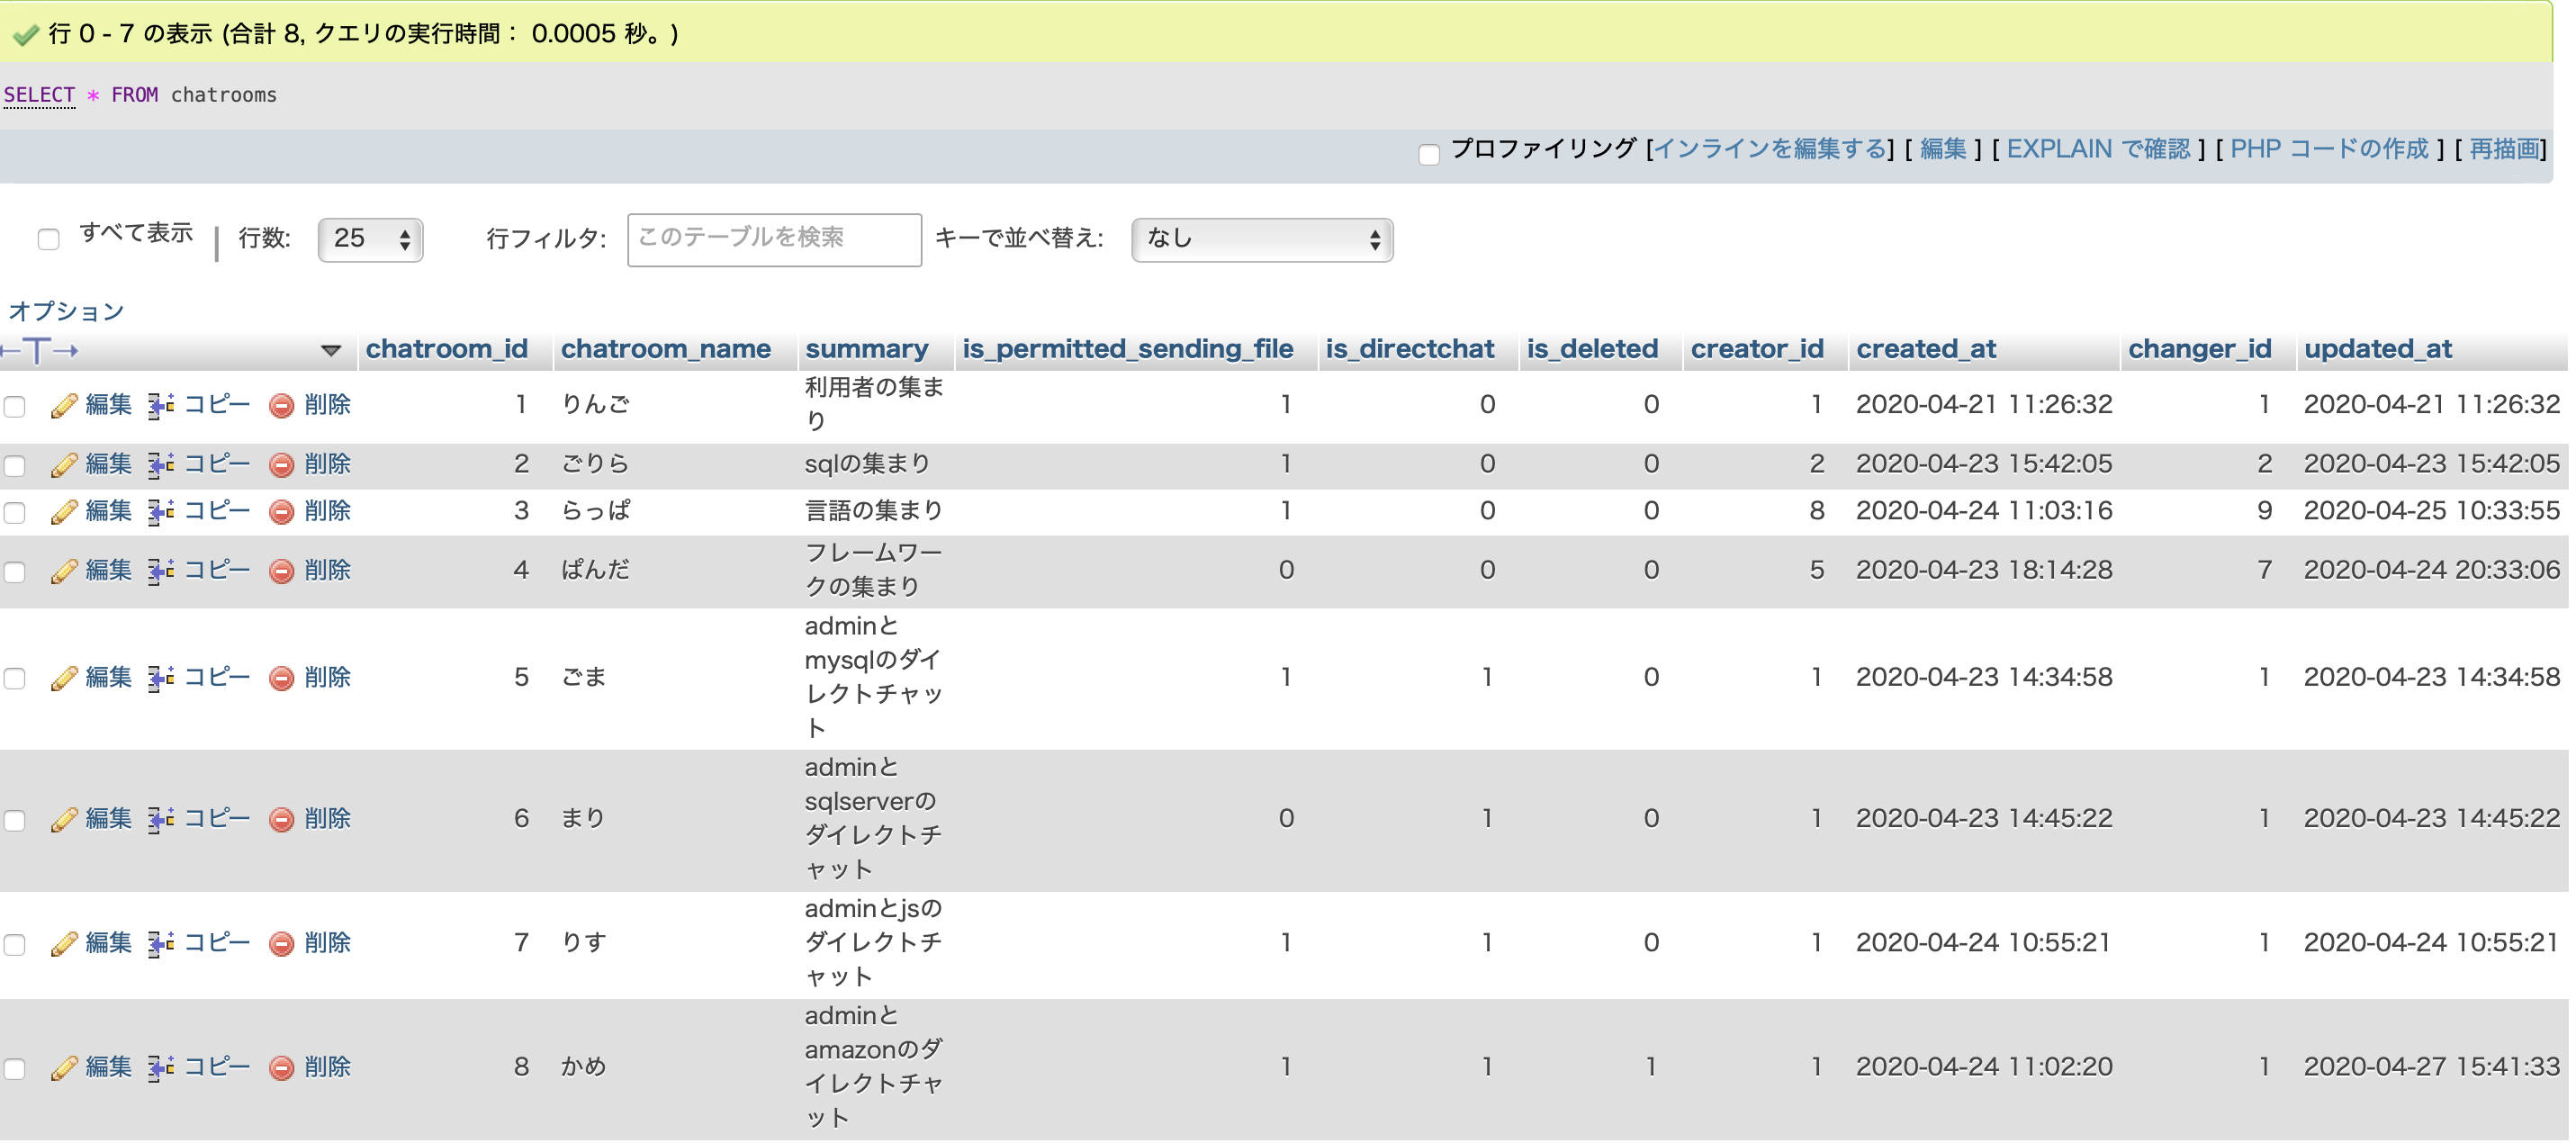 行 0 - 7 の表示 (合計 8, クエリの実行時間： 0.0005 秒。)
SELECT * FROM chatrooms
プロファイリング [インラインを編集する] [ 編集 ] [ EXPLAIN で確認 ] [ PHP コードの作成 ] [ 再描画]
すべて表示 | 行数: 25 行フィルタ: このテーブルを検索 キーで並べ替え: なし
オプション
←T→ chatroom_id chatroom_name summary is_permitted_sending_file is_directchat is_deleted creator_id created_at changer_id updated_at
編集 コピー 削除 1 りんご 利用者の集ま
り 1 0 0 1 2020-04-21 11:26:32 1 2020-04-21 11:26:32
編集 コピー 削除 2 ごりら sqlの集まり 1 0 0 2 2020-04-23 15:42:05 2 2020-04-23 15:42:05
編集 コピー 削除 3 らっぱ 言語の集まり 1 0 0 8 2020-04-24 11:03:16 9 2020-04-25 10:33:55
編集 コピー 削除 4 ぱんだ フレームワー
クの集まり 0 0 0 5 2020-04-23 18:14:28 7 2020-04-24 20:33:06
編集 コピー 削除 5 ごま adminと
mysqlのダイ
レクトチャッ
ト 1 1 0 1 2020-04-23 14:34:58 1 2020-04-23 14:34:58
編集 コピー 削除 6 まり adminと
sqlserverの
ダイレクトチ
ャット 0 1 0 1 2020-04-23 14:45:22 1 2020-04-23 14:45:22
編集 コピー 削除 7 りす adminとjsの
ダイレクトチ
ャット 1 1 0 1 2020-04-24 10:55:21 1 2020-04-24 10:55:21
編集 コピー 削除 8 かめ adminと
amazonのダ
イレクトチャ
ット 1 1 1 1 2020-04-24 11:02:20 1 2020-04-27 15:41:33